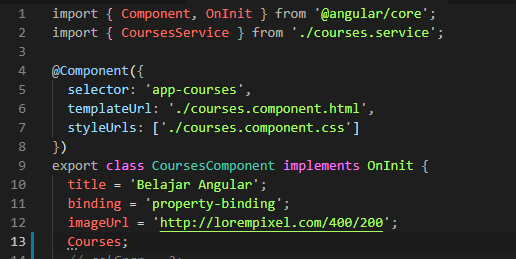 1 import { Component, OnInit } from '@angular/core';
2 import { CoursesService } from './courses.service';
3
4 @Component({
5 selector: 'app-courses',
6 templateUrl: './courses.component.html',
7 styleUrls: ['./courses.component.css']
8 })
9 export class CoursesComponent implements OnInit {
10 title = 'Belajar Angular';
11 binding = 'property-binding';
12 imageUrl = 'http://lorempixel.com/400/200';
13 Courses;